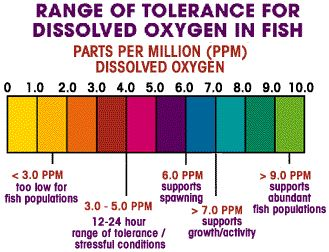 RANGE OF TOLERANCE FOR
DISSOLVED OXYGEN IN FISH
PARTS PER MILLION (PPM)
DISSOLVED OXYGEN
0 1.0 2.0 3.0 4.0 5.0 6.0 7.0 8.0 9.0 10.0
< 3.0 PPM
too low for
fish populations
3.0 - 5.0 PPM
12-24 hour
range of tolerance /
stressful conditions
6.0 PPM
supports
spawning
> 7.0 PPM
supports
growth/activity
> 9.0 PPM
supports
abundant
fish populations